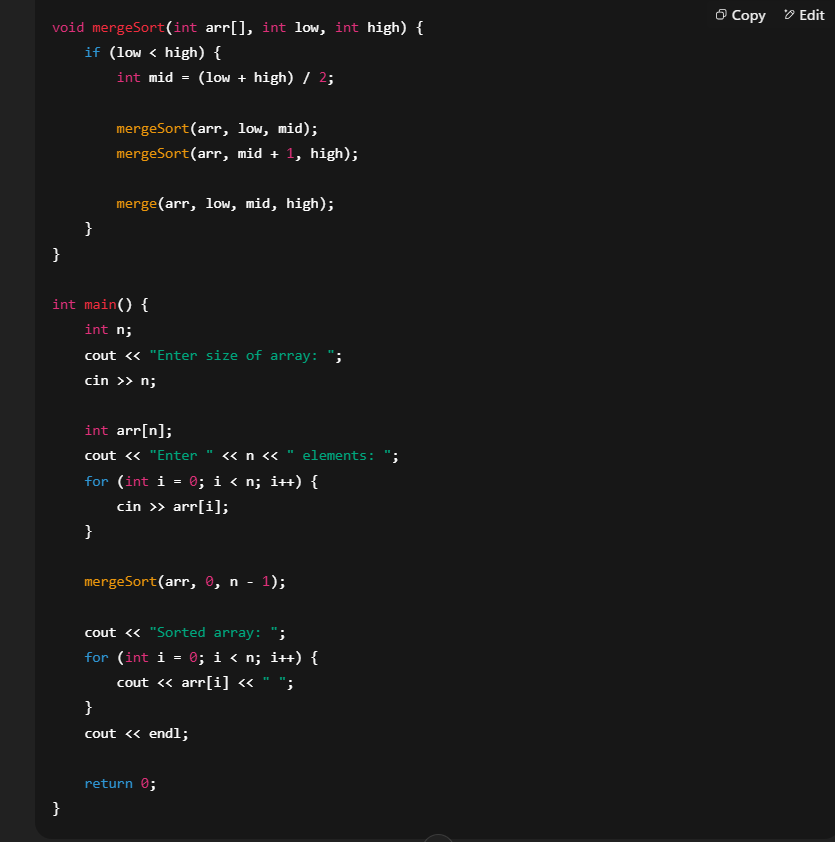 Copy Edit
void mergeSort(int arr[], int low, int high) {
    if (low < high) {
        int mid = (low + high) / 2;

        mergeSort(arr, low, mid);
        mergeSort(arr, mid + 1, high);

        merge(arr, low, mid, high);
    }
}

int main() {
    int n;
    cout << "Enter size of array: ";
    cin >> n;

    int arr[n];
    cout << "Enter " << n << " elements: ";
    for (int i = 0; i < n; i++) {
        cin >> arr[i];
    }

    mergeSort(arr, 0, n - 1);

    cout << "Sorted array: ";
    for (int i = 0; i < n; i++) {
        cout << arr[i] << " ";
    }
    cout << endl;

    return 0;
}